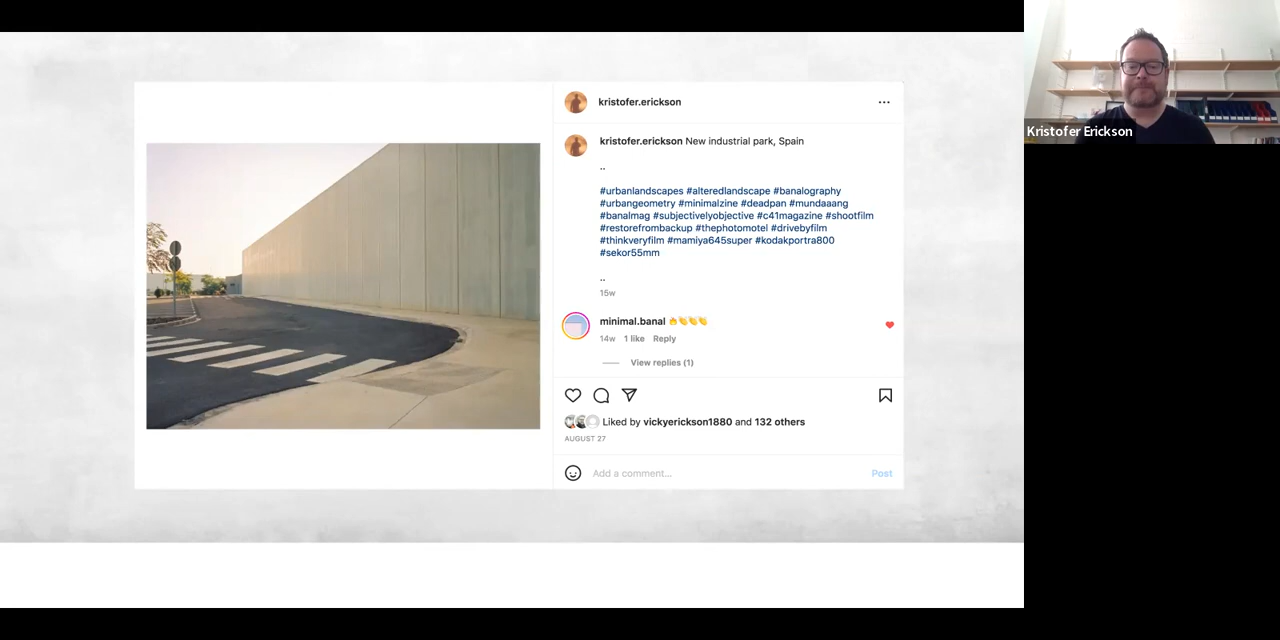 kristofer.erickson
kristofer.erickson New industrial park, Spain
..
#urbanlandscapes #alteredlandscape #banalography
#urbangeometry #minimalzine #deadpan #mundaaang
#banalmag #subjectivelyobjective #c41magazine #shootfilm
#restorefrombackup #thephotomotel #drivebyfilm
#thinkveryfilm #mamiya645super #kodakportra800
#sekor55mm
..
15w
minimal.banal 🔥👏👏👏
14w 1 like Reply
View replies (1)
Liked by vickyerickson1880 and 132 others
AUGUST 27
Add a comment... Post
Kristofer Erickson